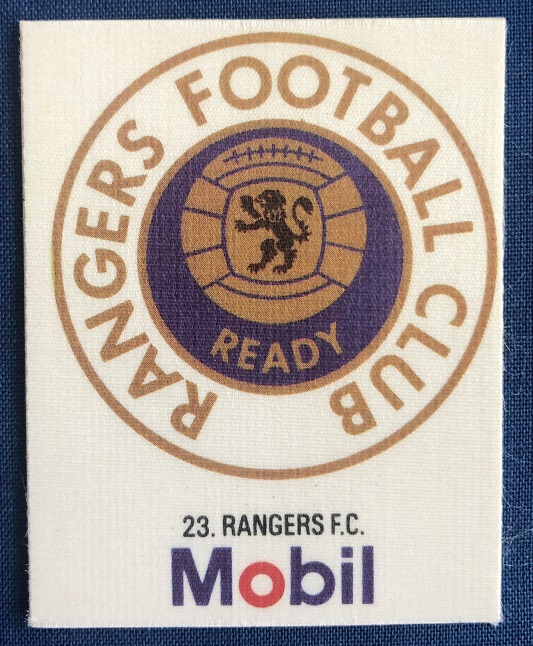 RANGERS FOOTBALL CLUB
READY
23. RANGERS F.C.
Mobil